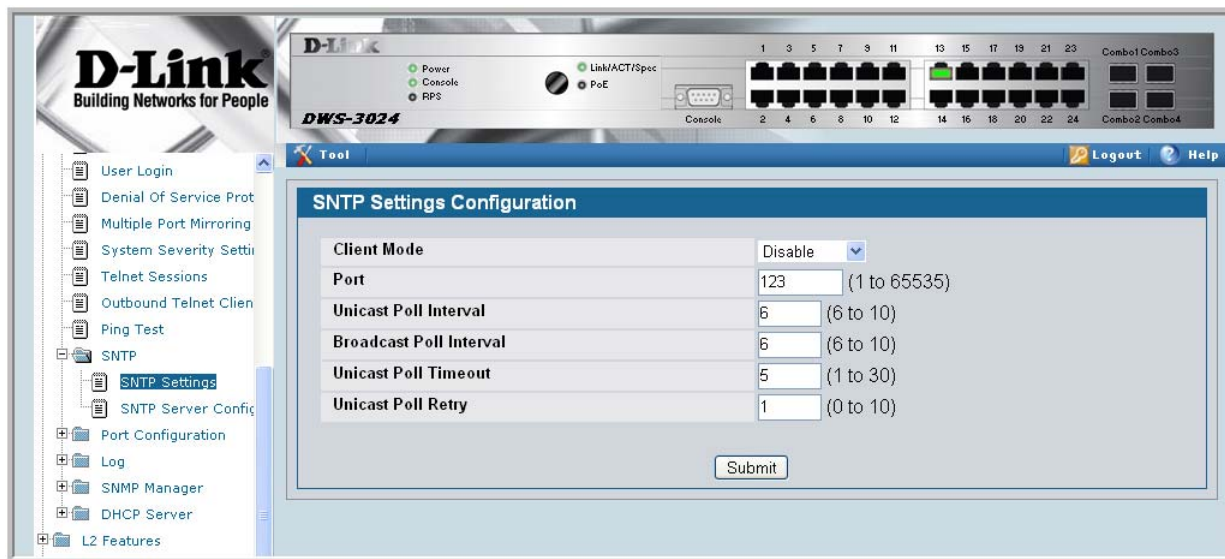 D-Link
Building Networks for People
D-Link
Power
Console
RPS
Link/ACT/Spec
PoE
DWS-3024
Console
1 3 5 7 9 11 13 15 17 19 21 23
Combo1 Combo3
2 4 6 8 10 12 14 16 18 20 22 24
Combo2 Combo4
Tool
Logout
Help
User Login
Denial Of Service Prot
Multiple Port Mirroring
System Severity Settin
Telnet Sessions
Outbound Telnet Clien
Ping Test
SNTP
SNTP Settings
SNTP Server Config
Port Configuration
Log
SNMP Manager
DHCP Server
L2 Features
SNTP Settings Configuration
Client Mode Disable
Port 123 (1 to 65535)
Unicast Poll Interval 6 (6 to 10)
Broadcast Poll Interval 6 (6 to 10)
Unicast Poll Timeout 5 (1 to 30)
Unicast Poll Retry 1 (0 to 10)
Submit